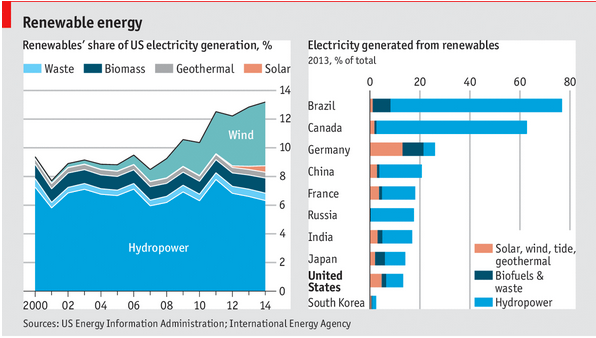 Renewable energy
Renewables' share of US electricity generation, %
Waste Biomass Geothermal Solar
14
12
10
8
6
4
2
0
Wind
Hydropower
2000 02 04 06 08 10 12 14
Electricity generated from renewables
2013, % of total
0 20 40 60 80
Brazil
Canada
Germany
China
France
Russia
India
Japan
United
States
South Korea
Solar, wind, tide,
geothermal
Biofuels &
waste
Hydropower
Sources: US Energy Information Administration; International Energy Agency